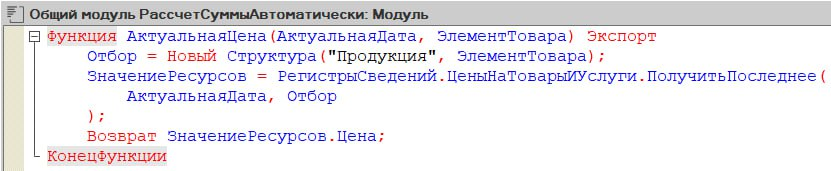 Общий модуль РассчетСуммыАвтоматически: Модуль
Функция АктуальнаяЦена(АктуальнаяДата, ЭлементТовара) Экспорт
Отбор = Новый Структура("Продукция", ЭлементТовара);
ЗначениеРесурсов = РегистрыСведений.ЦеныНаТоварыИУслуги.ПолучитьПоследнее(
АктуальнаяДата, Отбор
);
Возврат ЗначениеРесурсов.Цена;
КонецФункции